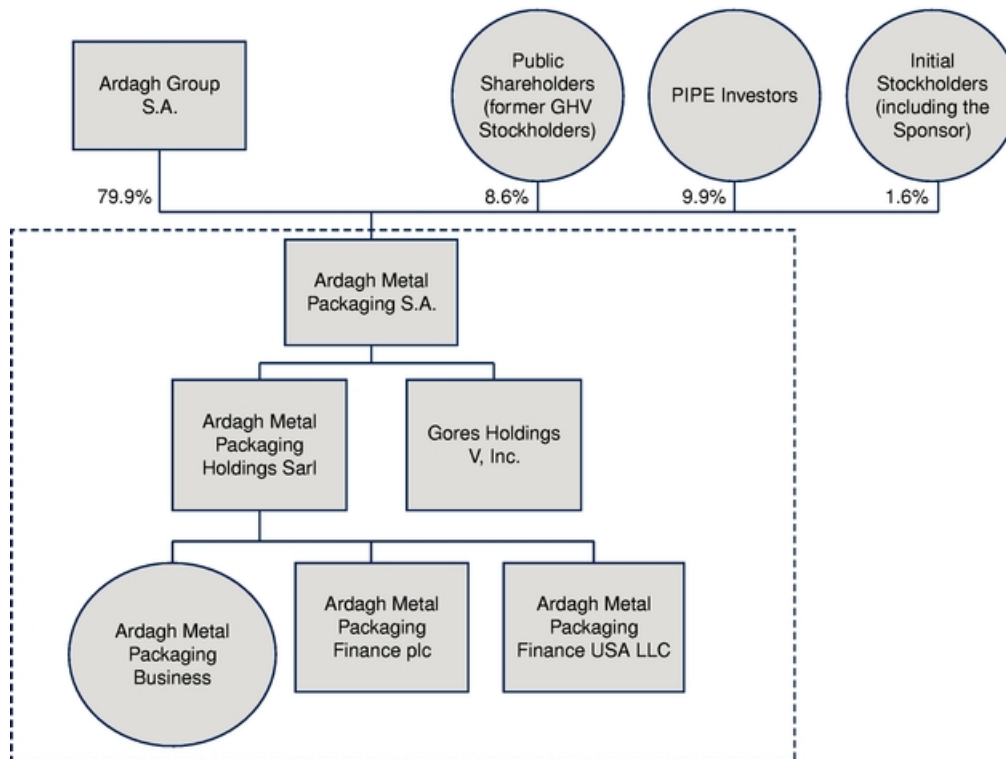 Ardagh Group
S.A.
Public
Shareholders
(former GHV
Stockholders)
PIPE Investors
Initial
Stockholders
(including the
Sponsor)
79.9%
8.6%
9.9%
1.6%
Ardagh Metal
Packaging S.A.
Ardagh Metal
Packaging
Holdings Sarl
Gores Holdings
V, Inc.
Ardagh Metal
Packaging
Business
Ardagh Metal
Packaging
Finance plc
Ardagh Metal
Packaging
Finance USA LLC